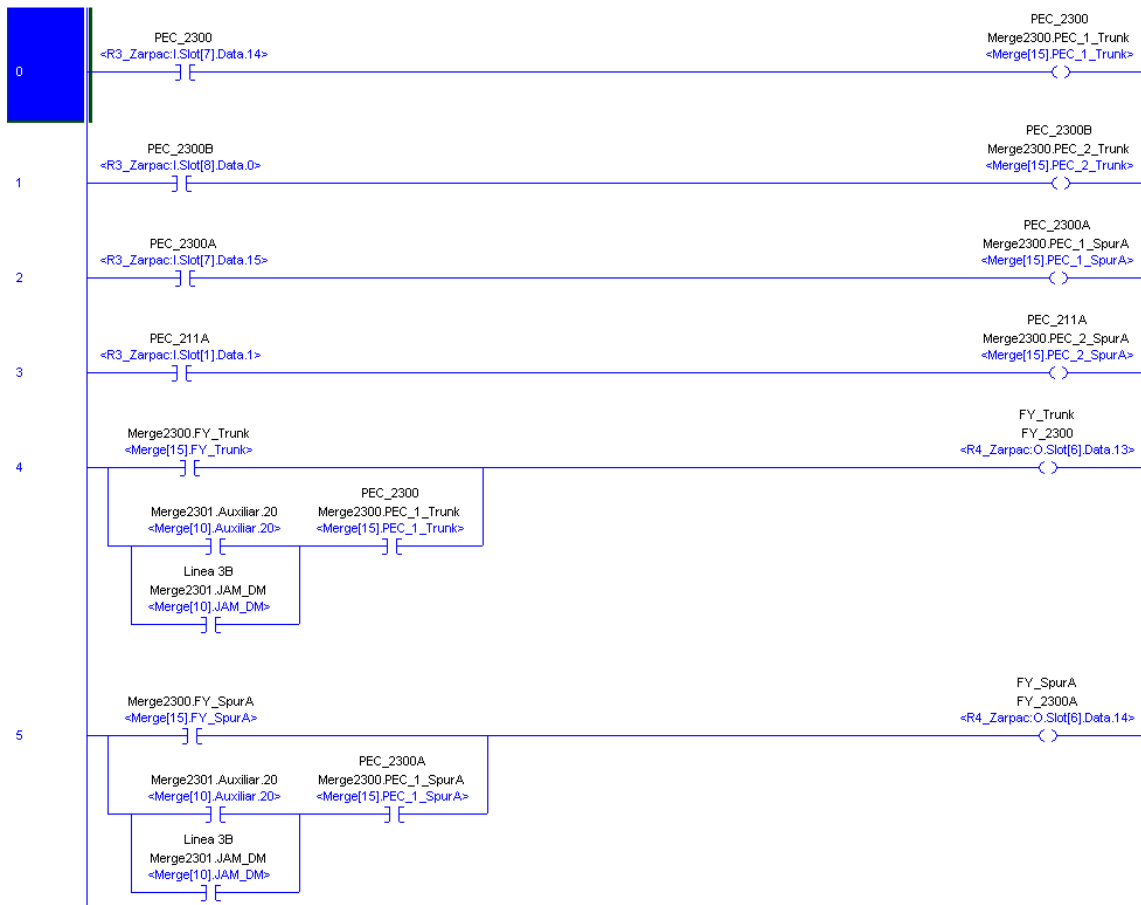 PEC_2300
<R3_Zarpac:I.Slot[7].Data.14>
PEC_2300
Merge2300.PEC_1_Trunk
<Merge[15].PEC_1_Trunk>
0
PEC_2300B
<R3_Zarpac:I.Slot[8].Data.0>
PEC_2300B
Merge2300.PEC_2_Trunk
<Merge[15].PEC_2_Trunk>
1
PEC_2300A
<R3_Zarpac:I.Slot[7].Data.15>
PEC_2300A
Merge2300.PEC_1_SpurA
<Merge[15].PEC_1_SpurA>
2
PEC_211A
<R3_Zarpac:I.Slot[1].Data.1>
PEC_211A
Merge2300.PEC_2_SpurA
<Merge[15].PEC_2_SpurA>
3
Merge2300.FY_Trunk
<Merge[15].FY_Trunk>
FY_Trunk
FY_2300
<R4_Zarpac:O.Slot[6].Data.13>
4
Merge2301.Auxiliar.20
<Merge[10].Auxiliar.20>
PEC_2300
Merge2300.PEC_1_Trunk
<Merge[15].PEC_1_Trunk>
Linea 3B
Merge2301.JAM_DM
<Merge[10].JAM_DM>
Merge2300.FY_SpurA
<Merge[15].FY_SpurA>
FY_SpurA
FY_2300A
<R4_Zarpac:O.Slot[6].Data.14>
5
Merge2301.Auxiliar.20
<Merge[10].Auxiliar.20>
PEC_2300A
Merge2300.PEC_1_SpurA
<Merge[15].PEC_1_SpurA>
Linea 3B
Merge2301.JAM_DM
<Merge[10].JAM_DM>